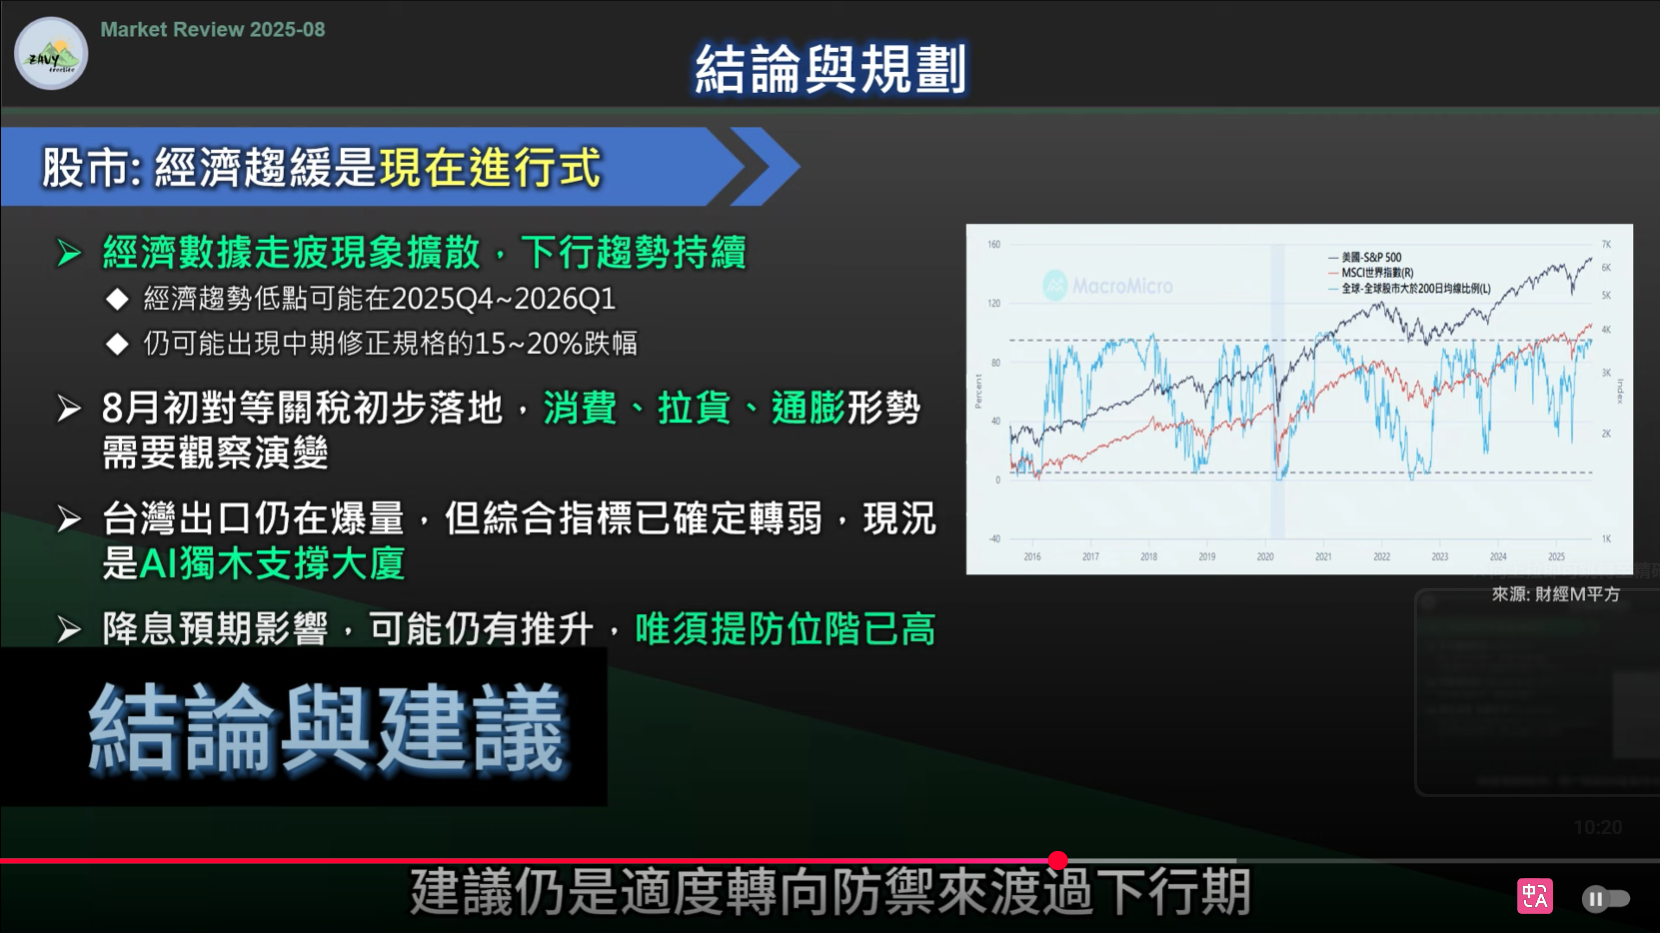 Market Review 2025-08
ZAVY
freelife
結論與規劃
股市: 經濟趨緩是現在進行式
➢ 經濟數據走疲現象擴散，下行趨勢持續
◆ 經濟趨勢低點可能在2025Q4~2026Q1
◆ 仍可能出現中期修正規格的15~20%跌幅
➢ 8月初對等關稅初步落地，消費、拉貨、通膨形勢
需要觀察演變
➢ 台灣出口仍在爆量，但綜合指標已確定轉弱，現況
是AI獨木支撐大廈
➢ 降息預期影響，可能仍有推升，唯須提防位階已高
MacroMicro
美國-S&P 500
MSCI世界指數(R)
全球-全球股市大於200日均線比例(L)
160
120
80
40
0
-40
Percent
7K
6K
5K
4K
3K
2K
1K
Index
2016 2017 2018 2019 2020 2021 2022 2023 2024 2025
來源: 財經M平方
結論與建議
10:20
建議仍是適度轉向防禦來渡過下行期
中
A